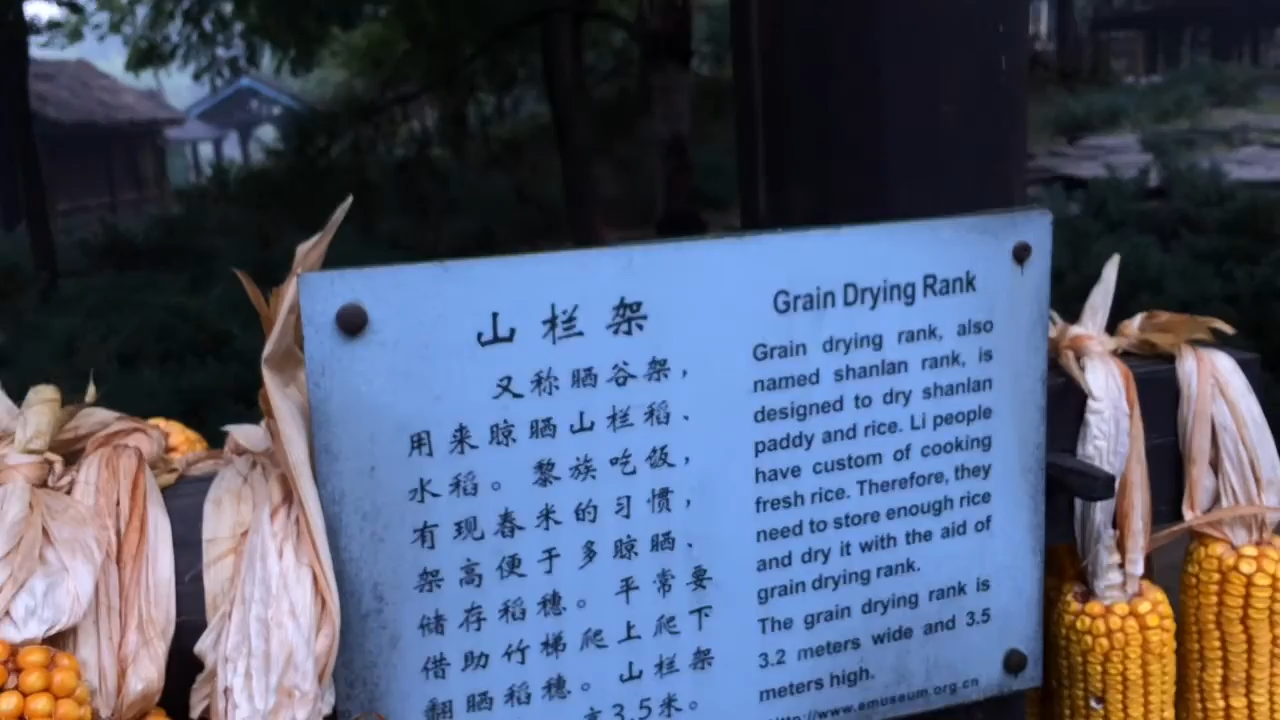 山栏架
又称晒谷架，
用来晾晒山栏稻、
水稻。黎族吃饭，
有现舂米的习惯，
架高便于多晾晒、
储存稻穗。平常要
借助竹梯爬上爬下
翻晒稻穗。山栏架
高3.5米。
Grain Drying Rank
Grain drying rank, also
named shanlan rank, is
designed to dry shanlan
paddy and rice. Li people
have custom of cooking
fresh rice. Therefore, they
need to store enough rice
and dry it with the aid of
grain drying rank.
The grain drying rank is
3.2 meters wide and 3.5
meters high.
http://www.emuseum.org.cn